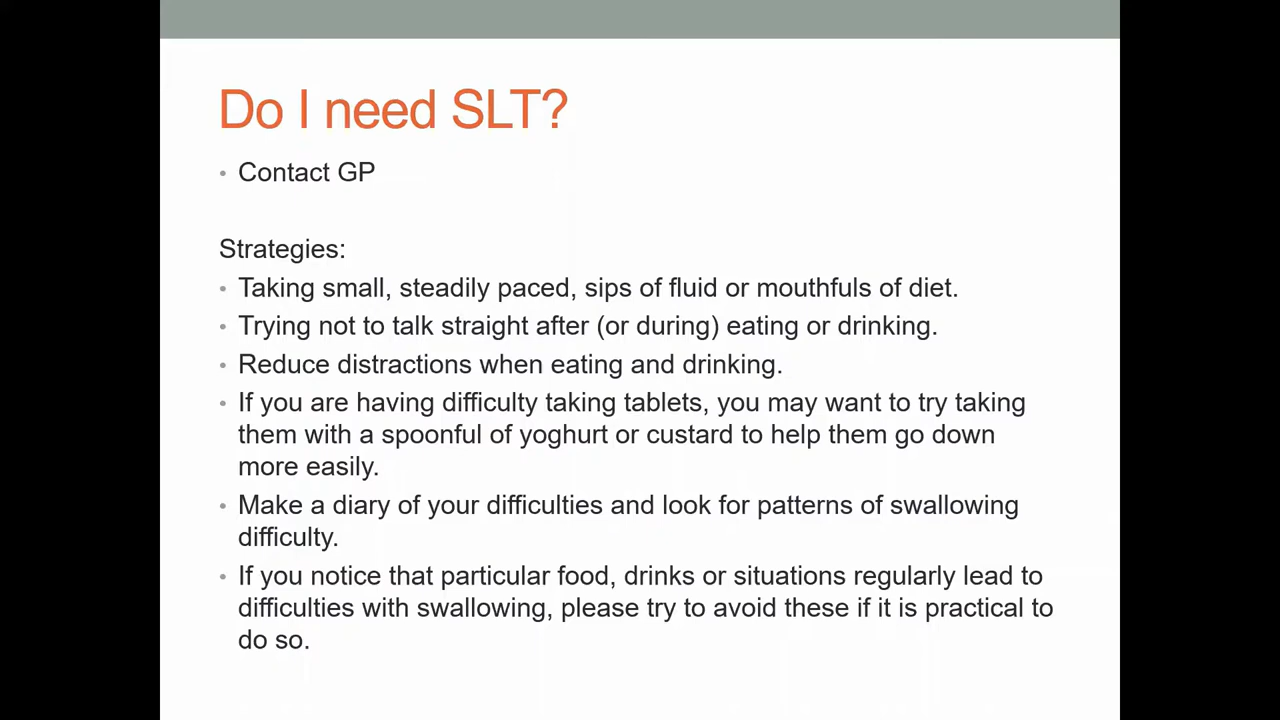 Do I need SLT?
• Contact GP
Strategies:
• Taking small, steadily paced, sips of fluid or mouthfuls of diet.
• Trying not to talk straight after (or during) eating or drinking.
• Reduce distractions when eating and drinking.
• If you are having difficulty taking tablets, you may want to try taking
them with a spoonful of yoghurt or custard to help them go down
more easily.
• Make a diary of your difficulties and look for patterns of swallowing
difficulty.
• If you notice that particular food, drinks or situations regularly lead to
difficulties with swallowing, please try to avoid these if it is practical to
do so.